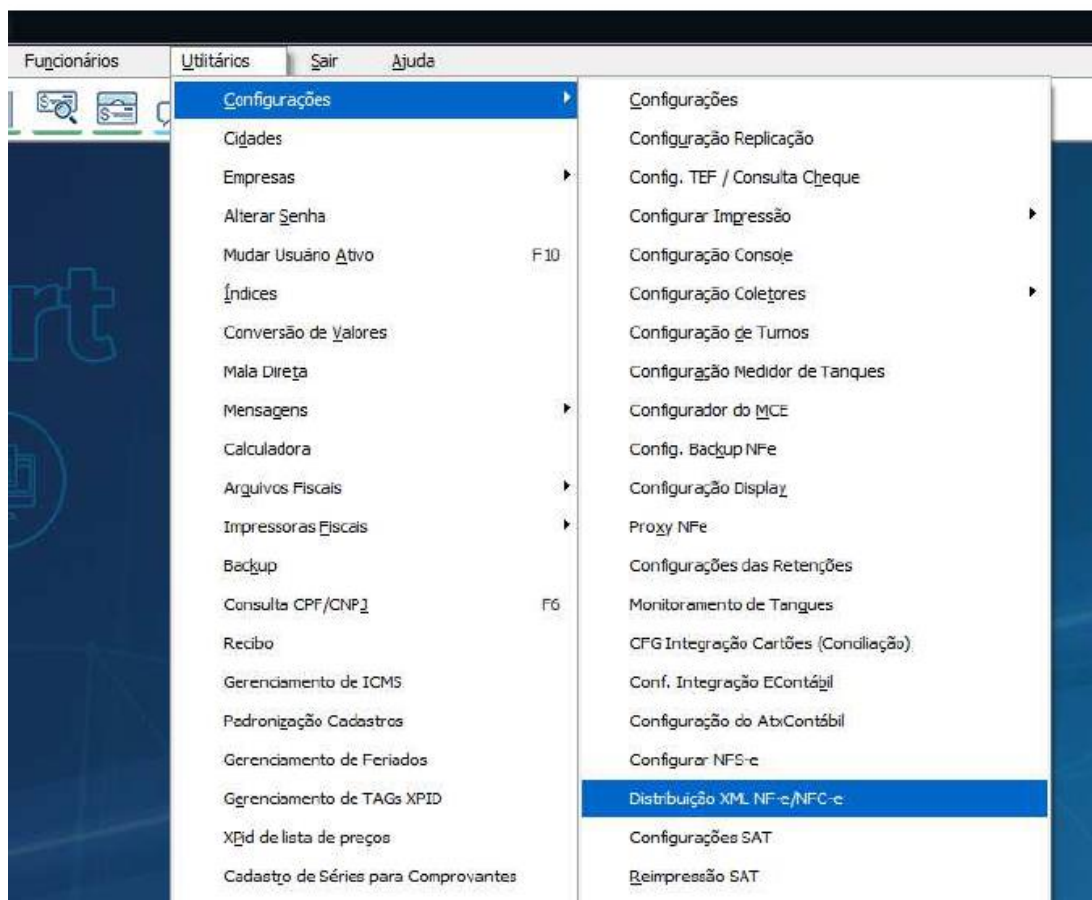 Funcionários Utilitários Sair Ajuda
Configurações
Cidades
Empresas
Alterar Senha
Mudar Usuário Ativo F10
Índices
Conversão de Valores
Mala Direta
Mensagens
Calculadora
Arquivos Fiscais
Impressoras Fiscais
Backup
Consulta CPF/CNPJ F6
Recibo
Gerenciamento de ICMS
Padronização Cadastros
Gerenciamento de Feriados
Gerenciamento de TAGs XPID
XPid de lista de preços
Cadastro de Séries para Comprovantes
Configurações
Configuração Replicação
Config. TEF / Consulta Cheque
Configurar Impressão
Configuração Console
Configuração Coletores
Configuração de Turnos
Configuração Medidor de Tanques
Configurador do MCE
Config. Backup NFe
Configuração Display
Proxy NFe
Configurações das Retenções
Monitoramento de Tanques
CFG Integração Cartões (Conciliação)
Conf. Integração EContábil
Configuração do AtxContábil
Configurar NFS-e
Distribuição XML NF-e/NFC-e
Configurações SAT
Reimpressão SAT
rt